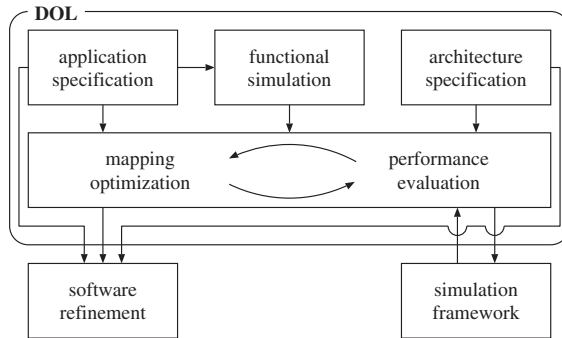 DOL
application
specification
functional
simulation
architecture
specification
mapping
optimization
performance
evaluation
software
refinement
simulation
framework